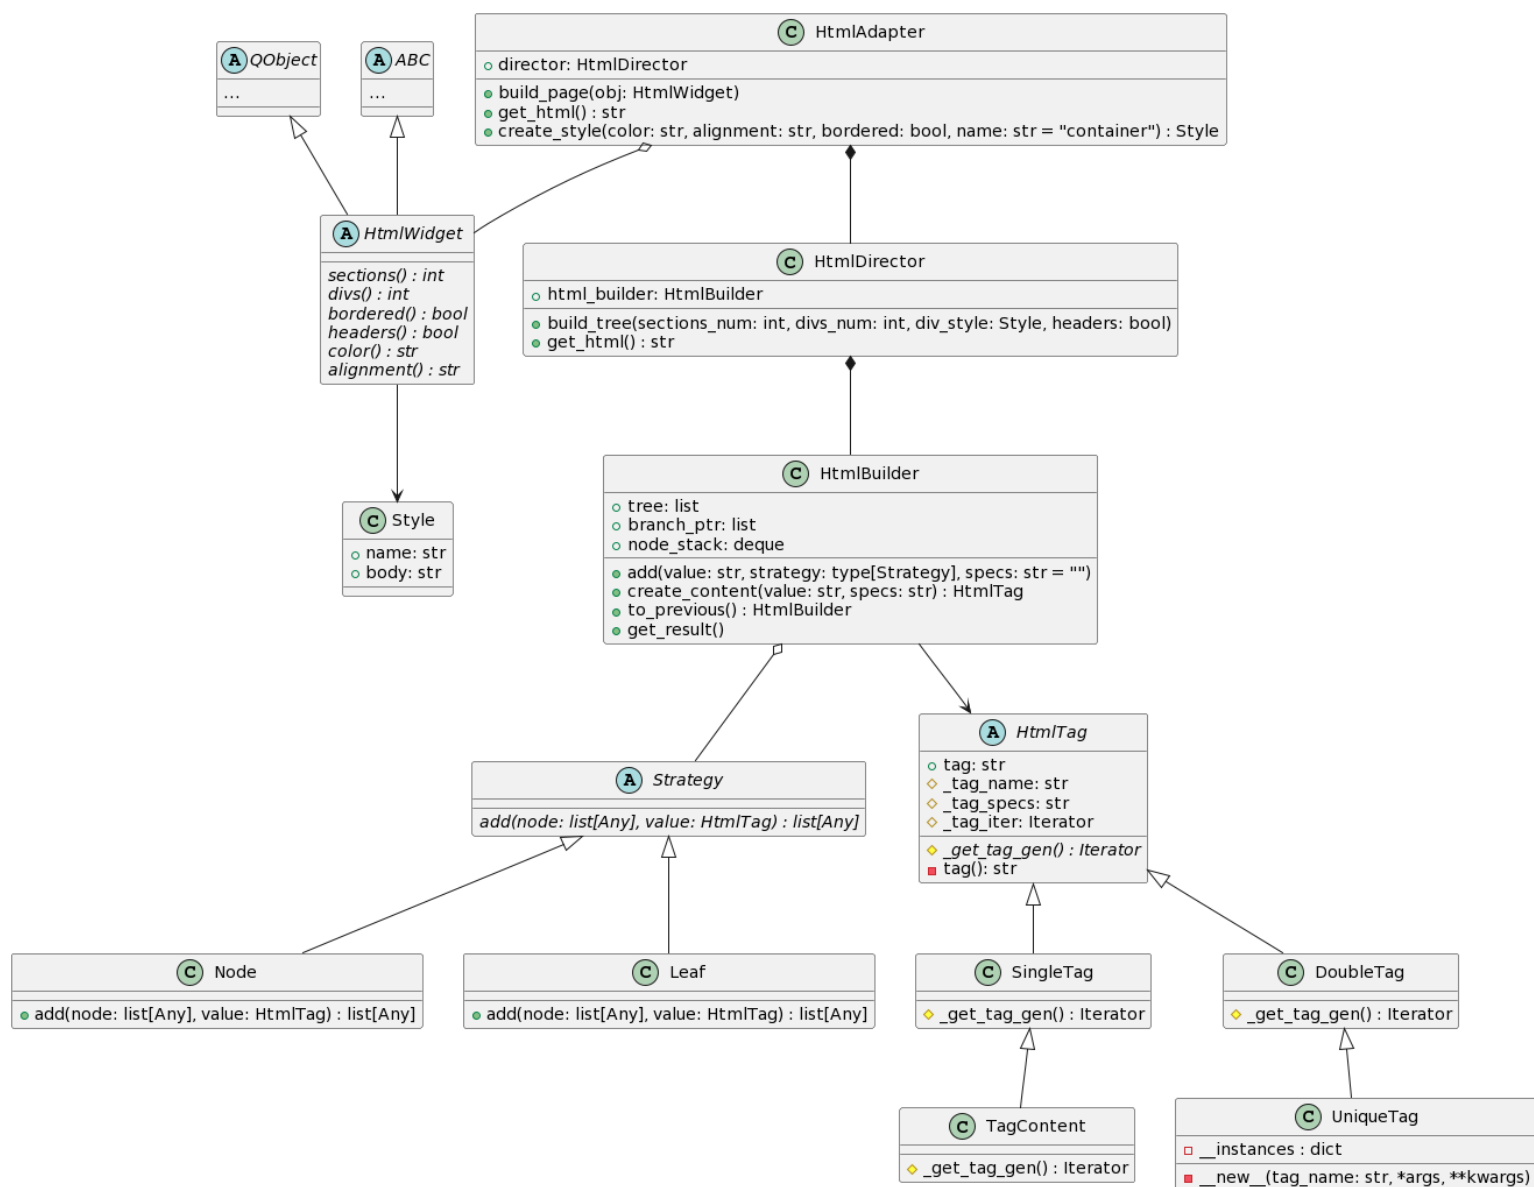 C HtmlAdapter
director: HtmlDirector
build_page(obj: HtmlWidget)
get_html() : str
create_style(color: str, alignment: str, bordered: bool, name: str = "container") : Style
A QObject
...
A ABC
...
A HtmlWidget
sections() : int
divs() : int
bordered() : bool
headers() : bool
color() : str
alignment() : str
C HtmlDirector
html_builder: HtmlBuilder
build_tree(sections_num: int, divs_num: int, div_style: Style, headers: bool)
get_html() : str
C Style
name: str
body: str
C HtmlBuilder
tree: list
branch_ptr: list
node_stack: deque
add(value: str, strategy: type[Strategy], specs: str = "")
create_content(value: str, specs: str) : HtmlTag
to_previous() : HtmlBuilder
get_result()
A Strategy
add(node: list[Any], value: HtmlTag) : list[Any]
A HtmlTag
tag: str
_tag_name: str
_tag_specs: str
_tag_iter: Iterator
_get_tag_gen() : Iterator
tag(): str
C Node
add(node: list[Any], value: HtmlTag) : list[Any]
C Leaf
add(node: list[Any], value: HtmlTag) : list[Any]
C SingleTag
_get_tag_gen() : Iterator
C DoubleTag
_get_tag_gen() : Iterator
C TagContent
_get_tag_gen() : Iterator
C UniqueTag
__instances : dict
__new__(tag_name: str, *args, **kwargs)